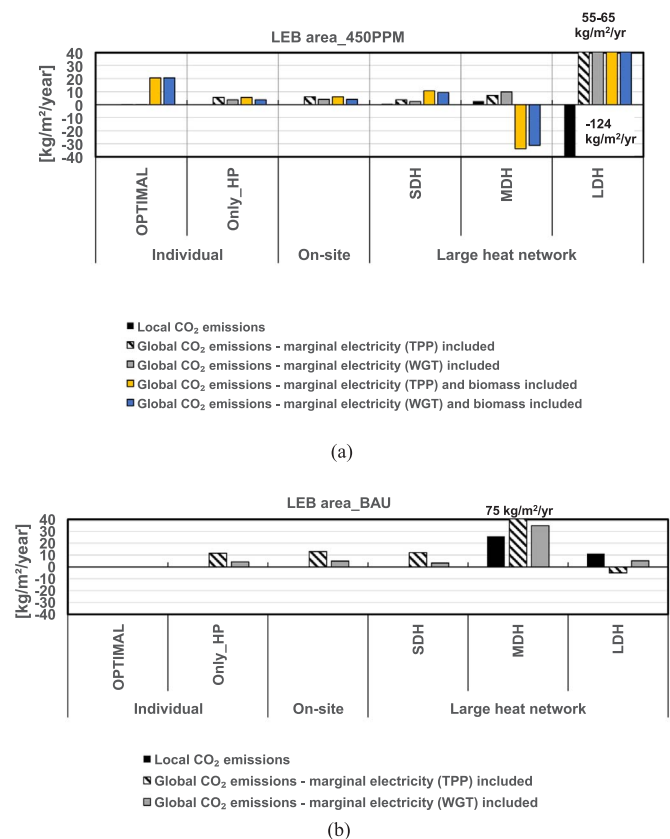 LEB area_450PPM
55-65
kg/m²/yr
[kg/m²/year]
40
30
20
10
0
-10
-20
-30
-40
-124
kg/m²/yr
OPTIMAL
Only_HP
SDH
MDH
LDH
Individual
On-site
Large heat network
Local CO₂ emissions
Global CO₂ emissions - marginal electricity (TPP) included
Global CO₂ emissions - marginal electricity (WGT) included
Global CO₂ emissions - marginal electricity (TPP) and biomass included
Global CO₂ emissions - marginal electricity (WGT) and biomass included
(a)
LEB area_BAU
75 kg/m²/yr
[kg/m²/year]
40
30
20
10
0
-10
-20
-30
-40
OPTIMAL
Only_HP
SDH
MDH
LDH
Individual
On-site
Large heat network
Local CO₂ emissions
Global CO₂ emissions - marginal electricity (TPP) included
Global CO₂ emissions - marginal electricity (WGT) included
(b)